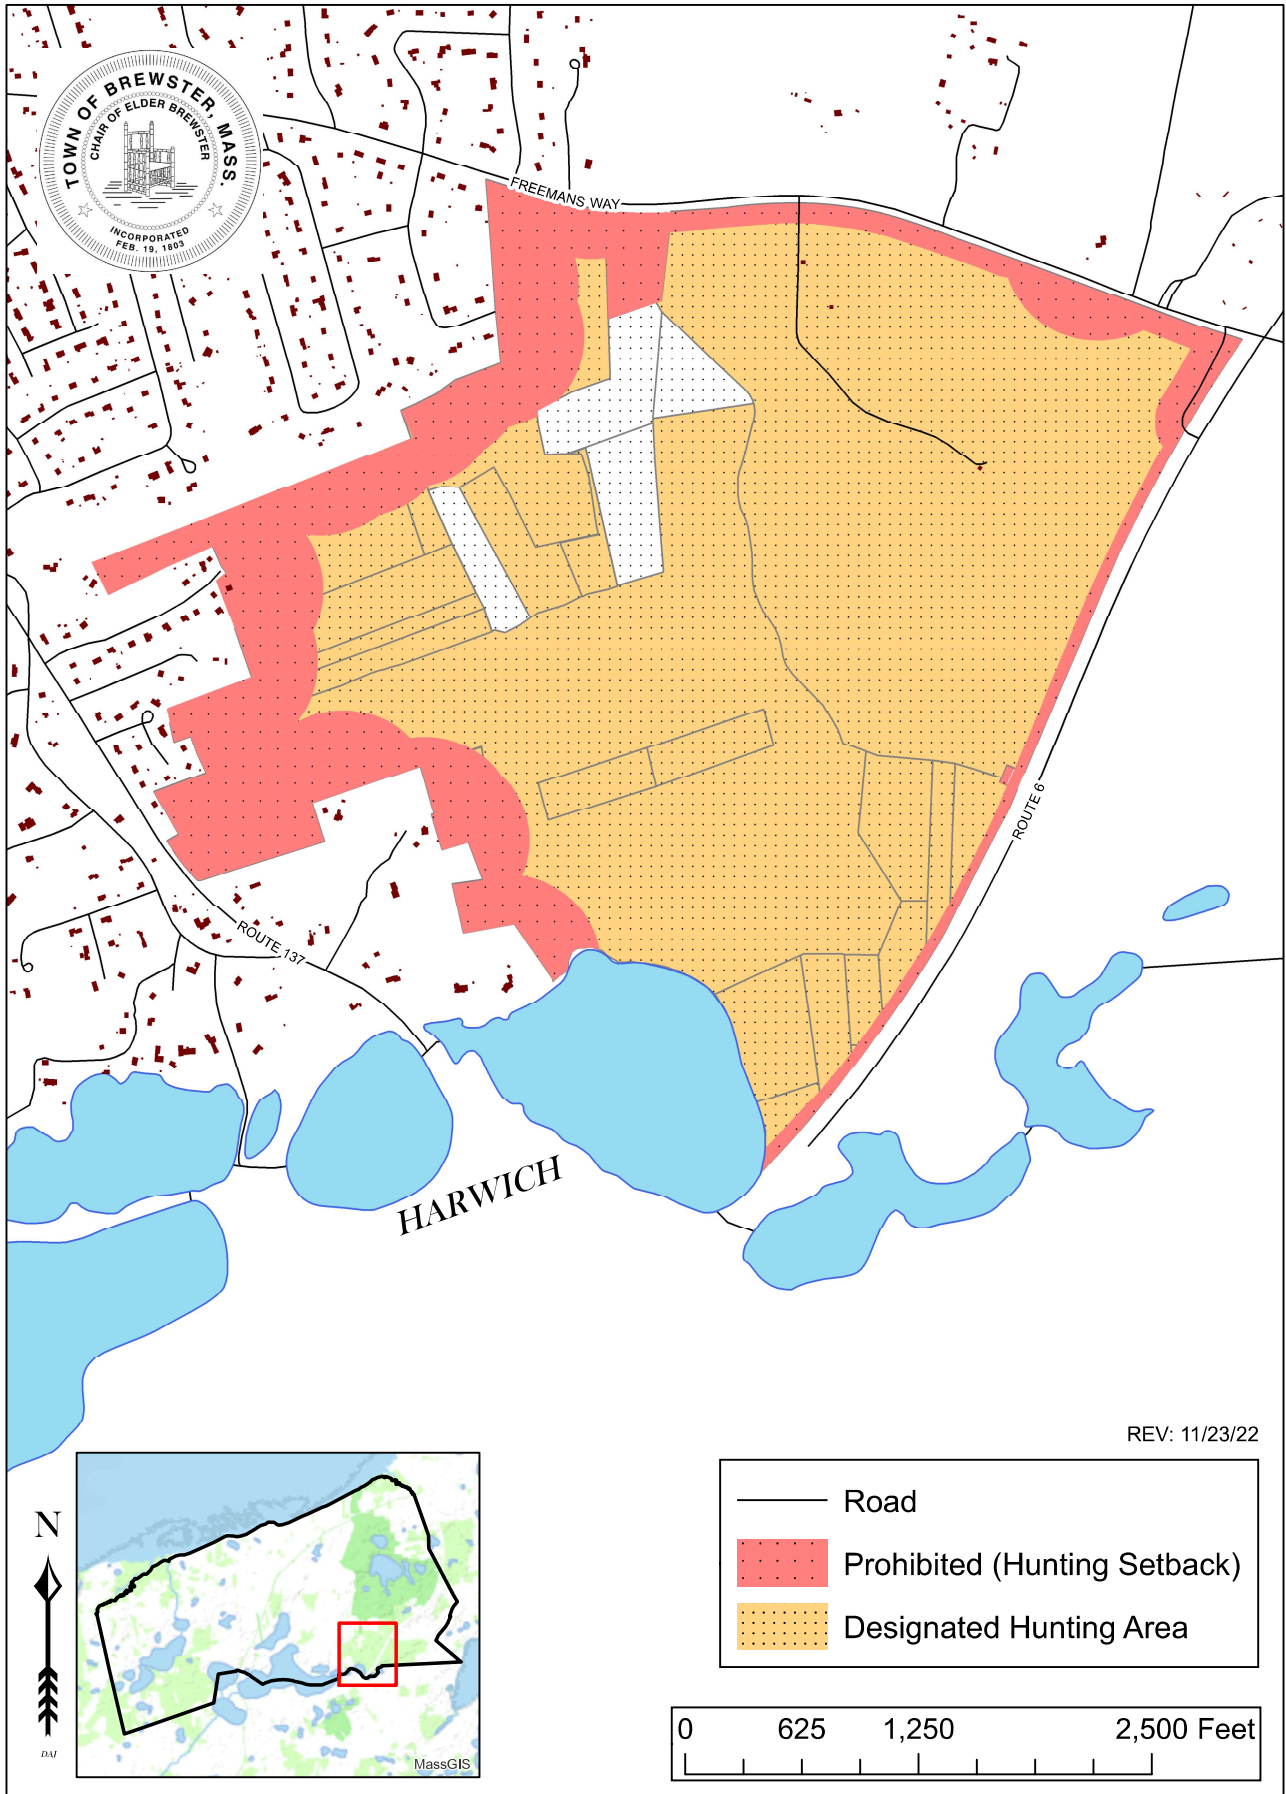 TOWN OF BREWSTER, MASS.
CHAIR OF ELDER BREWSTER
INCORPORATED
FEB. 19, 1803
FREEMANS WAY
ROUTE 6
ROUTE 137
HARWICH
REV: 11/23/22
N
DAJ
MassGIS
Road
Prohibited (Hunting Setback)
Designated Hunting Area
0 625 1,250 2,500 Feet